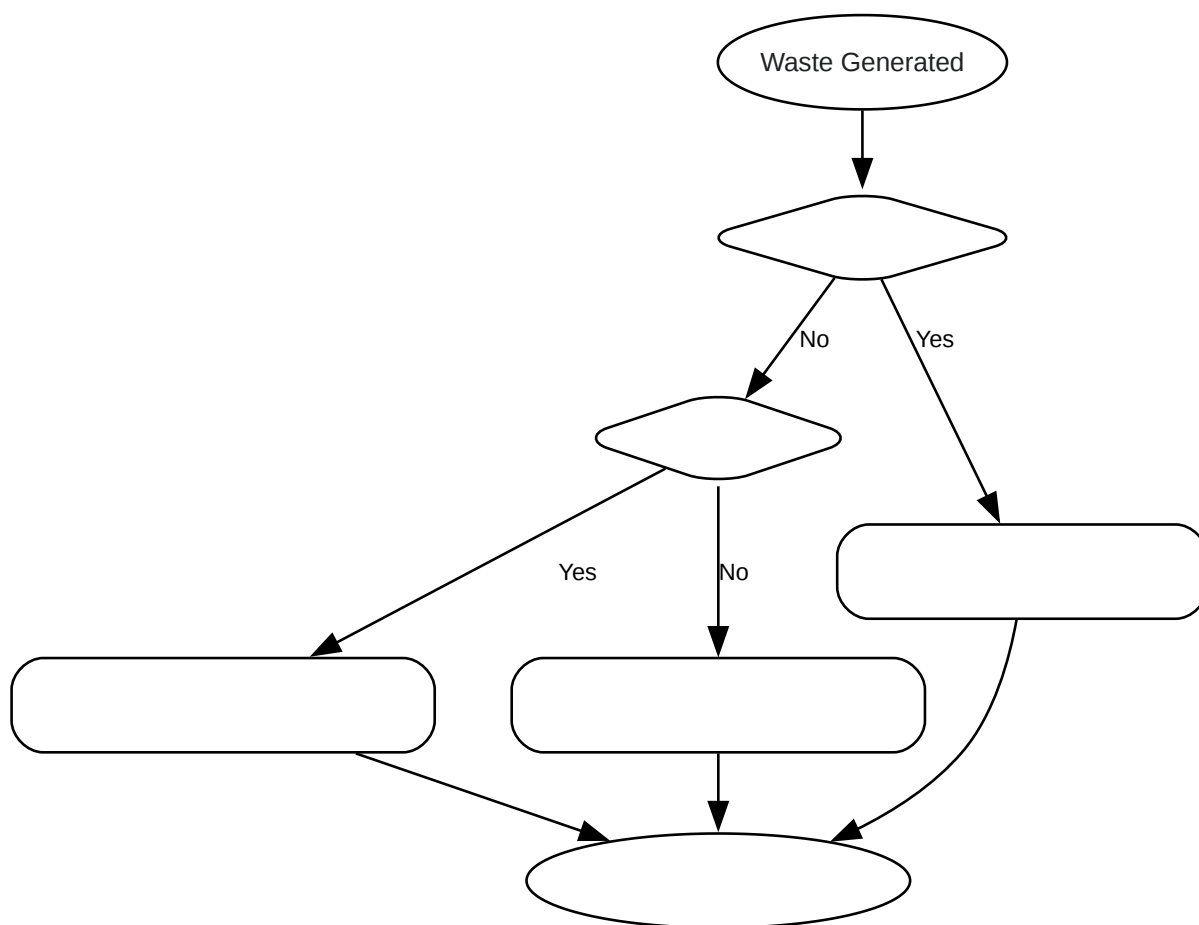 Waste Generated
No
Yes
Yes
No